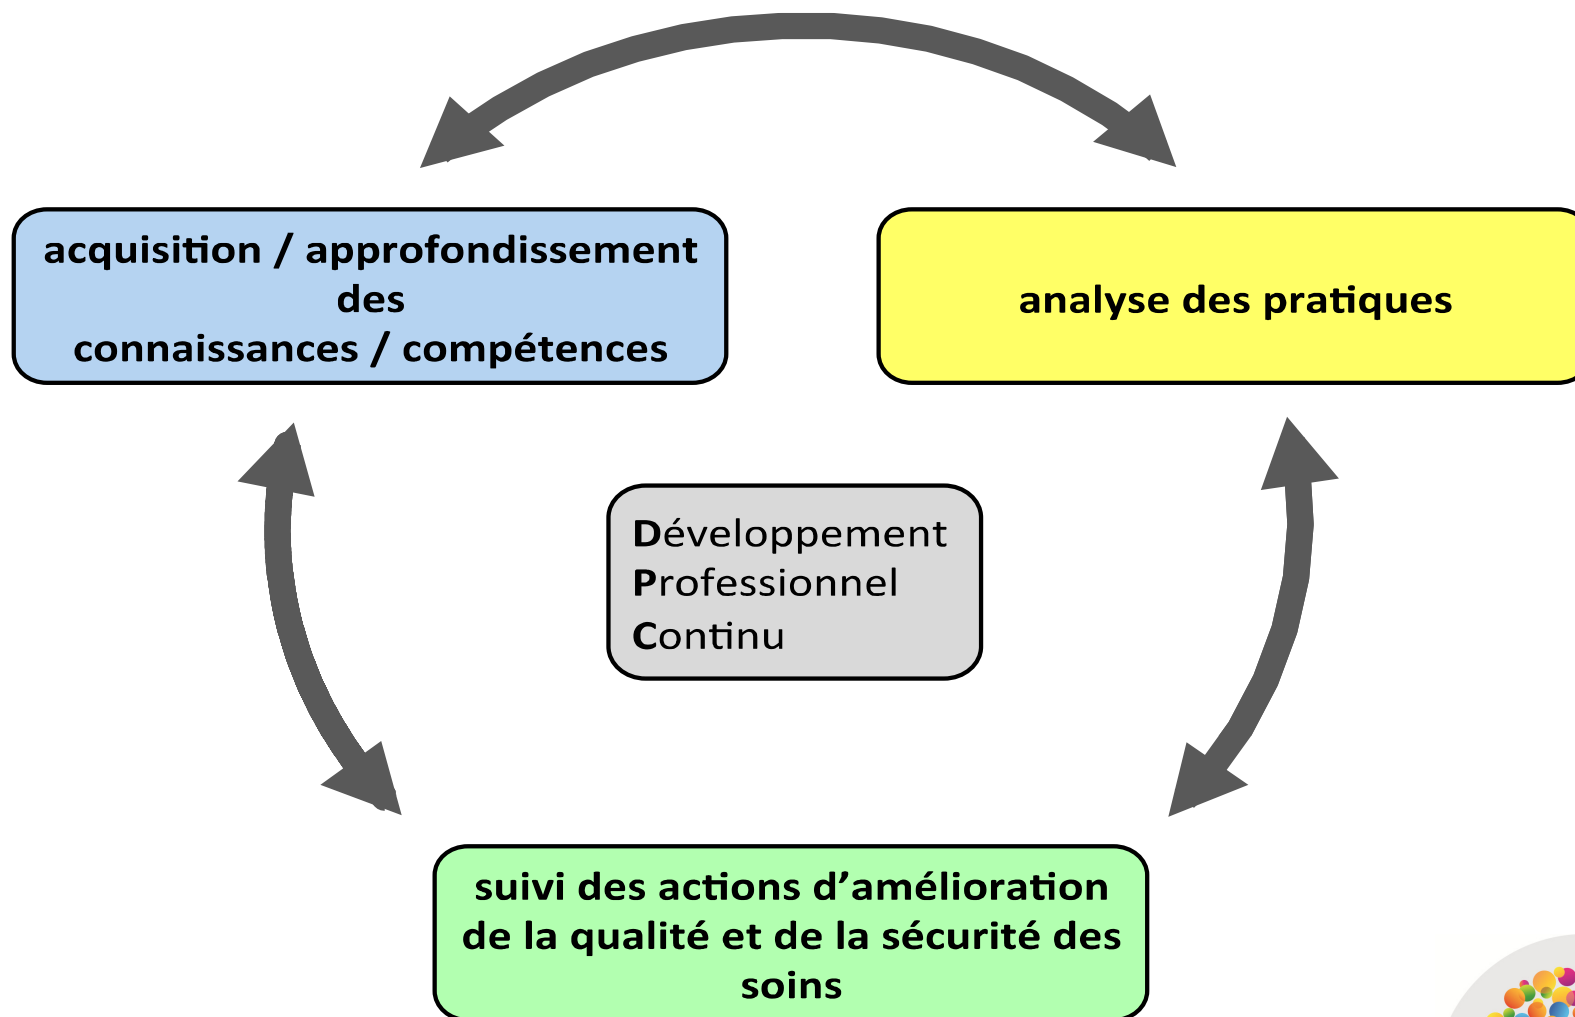 acquisition / approfondissement
des
connaissances / compétences
analyse des pratiques
Développement
Professionnel
Continu
suivi des actions d’amélioration
de la qualité et de la sécurité des
soins